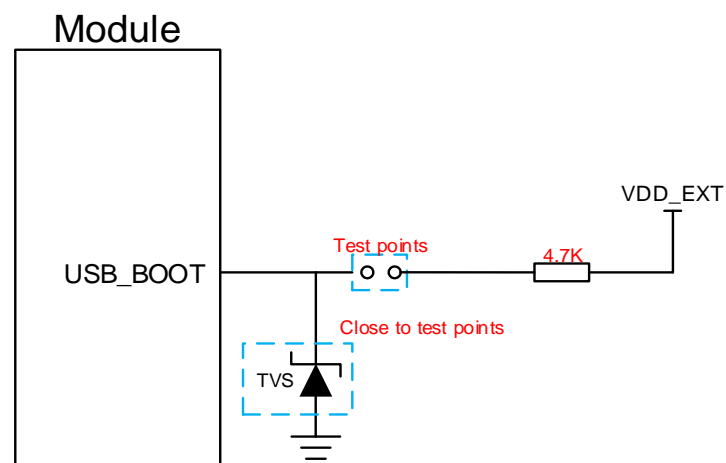 Module
VDD_EXT
Test points
4.7K
USB_BOOT
Close to test points
TVS